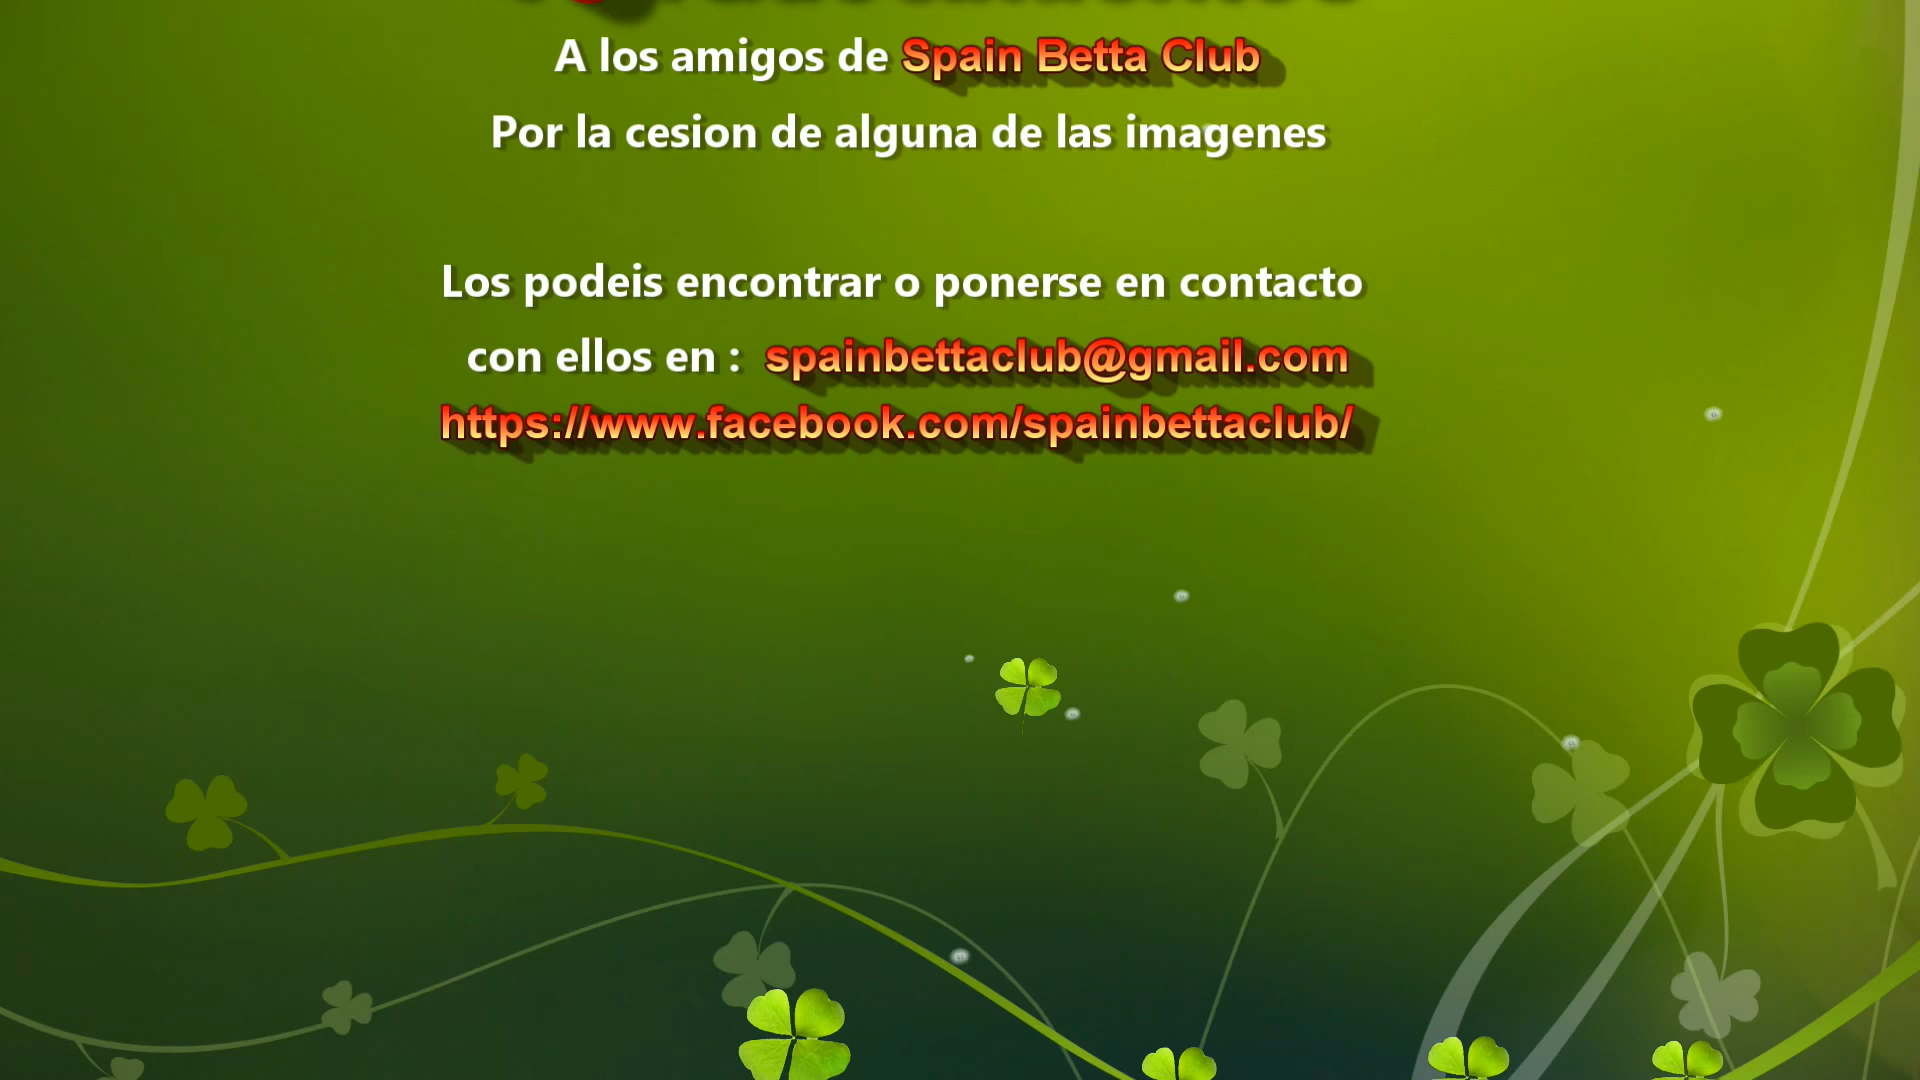 A los amigos de Spain Betta Club
Por la cesion de alguna de las imagenes
Los podeis encontrar o ponerse en contacto
con ellos en : spainbettaclub@gmail.com
https://www.facebook.com/spainbettaclub/